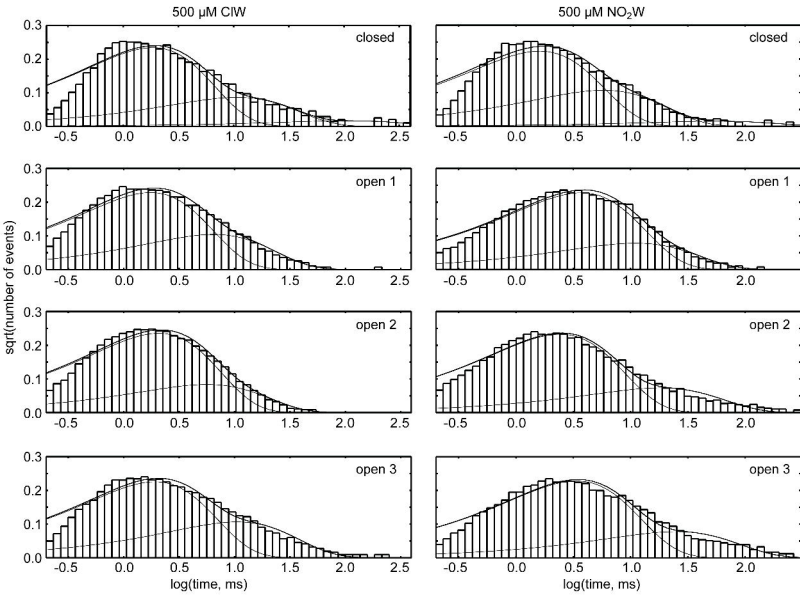 500 µM ClW
500 µM NO₂W
sqrt(number of events)
0.3
0.2
0.1
0.0
closed
-0.5 0.0 0.5 1.0 1.5 2.0 2.5
closed
-0.5 0.0 0.5 1.0 1.5 2.0
0.3
0.2
0.1
0.0
open 1
-0.5 0.0 0.5 1.0 1.5 2.0 2.5
open 1
-0.5 0.0 0.5 1.0 1.5 2.0
0.3
0.2
0.1
0.0
open 2
-0.5 0.0 0.5 1.0 1.5 2.0 2.5
open 2
-0.5 0.0 0.5 1.0 1.5 2.0
0.3
0.2
0.1
0.0
open 3
-0.5 0.0 0.5 1.0 1.5 2.0 2.5
open 3
-0.5 0.0 0.5 1.0 1.5 2.0
log(time, ms)
log(time, ms)